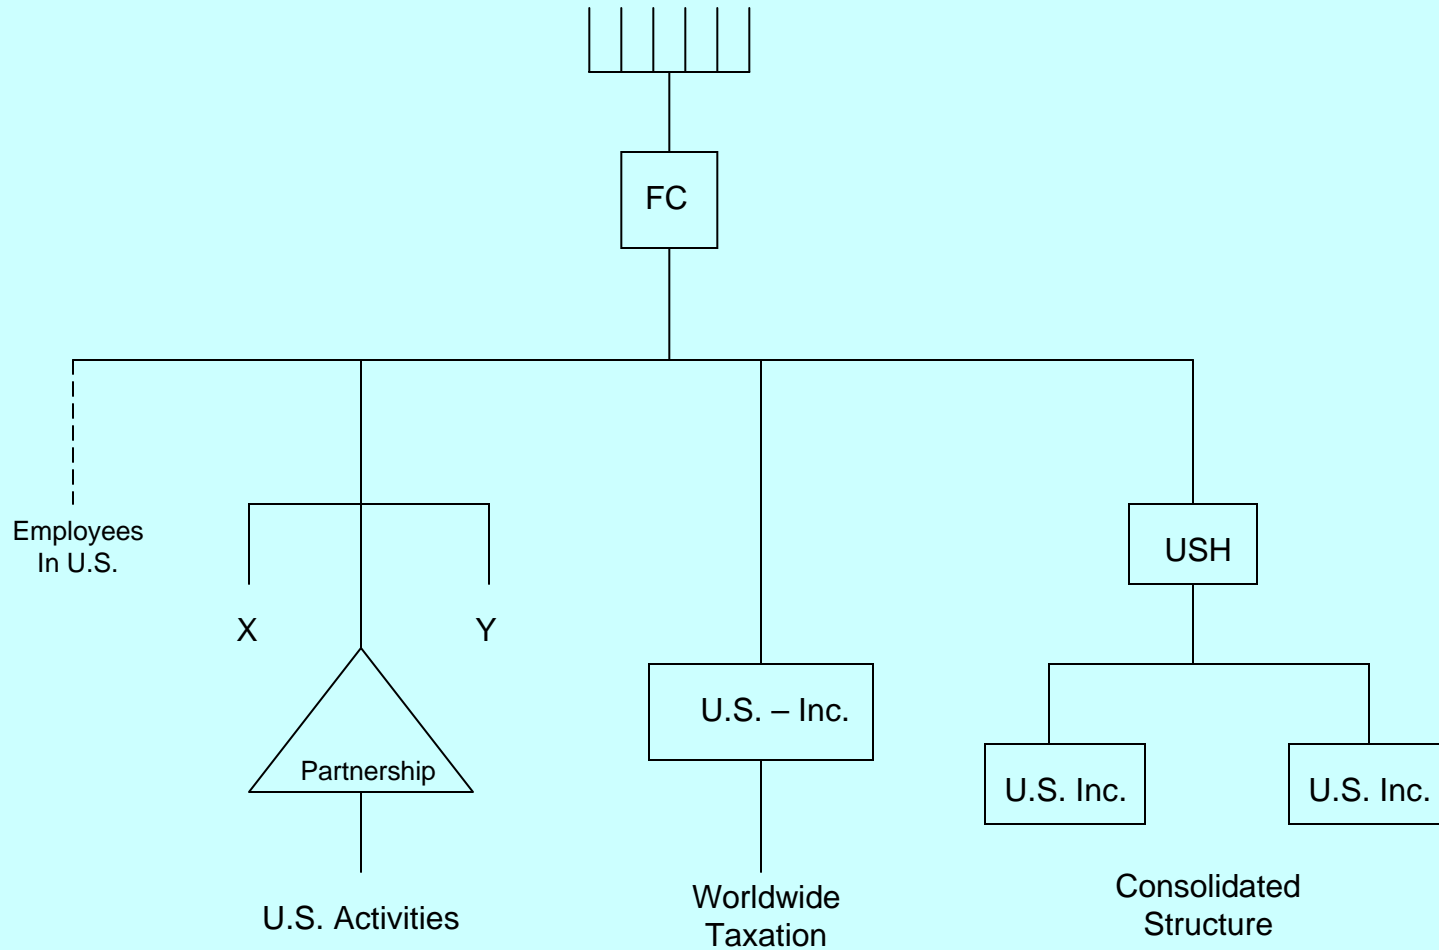 FC
Employees
In U.S.
X
Y
Partnership
U.S. Activities
U.S. – Inc.
Worldwide
Taxation
USH
U.S. Inc.
U.S. Inc.
Consolidated
Structure